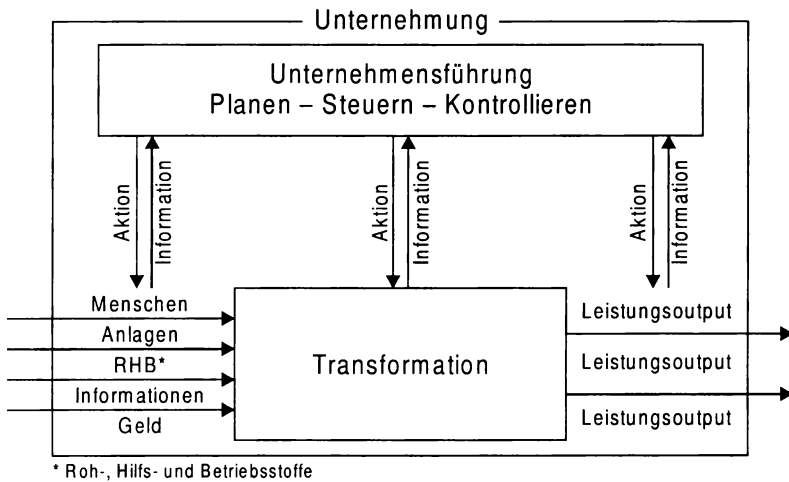 Unternehmung
Unternehmensführung
Planen – Steuern – Kontrollieren
Aktion
Information
Aktion
Information
Aktion
Information
Menschen
Anlagen
RHB*
Informationen
Geld
Transformation
Leistungsoutput
Leistungsoutput
Leistungsoutput
* Roh-, Hilfs- und Betriebsstoffe